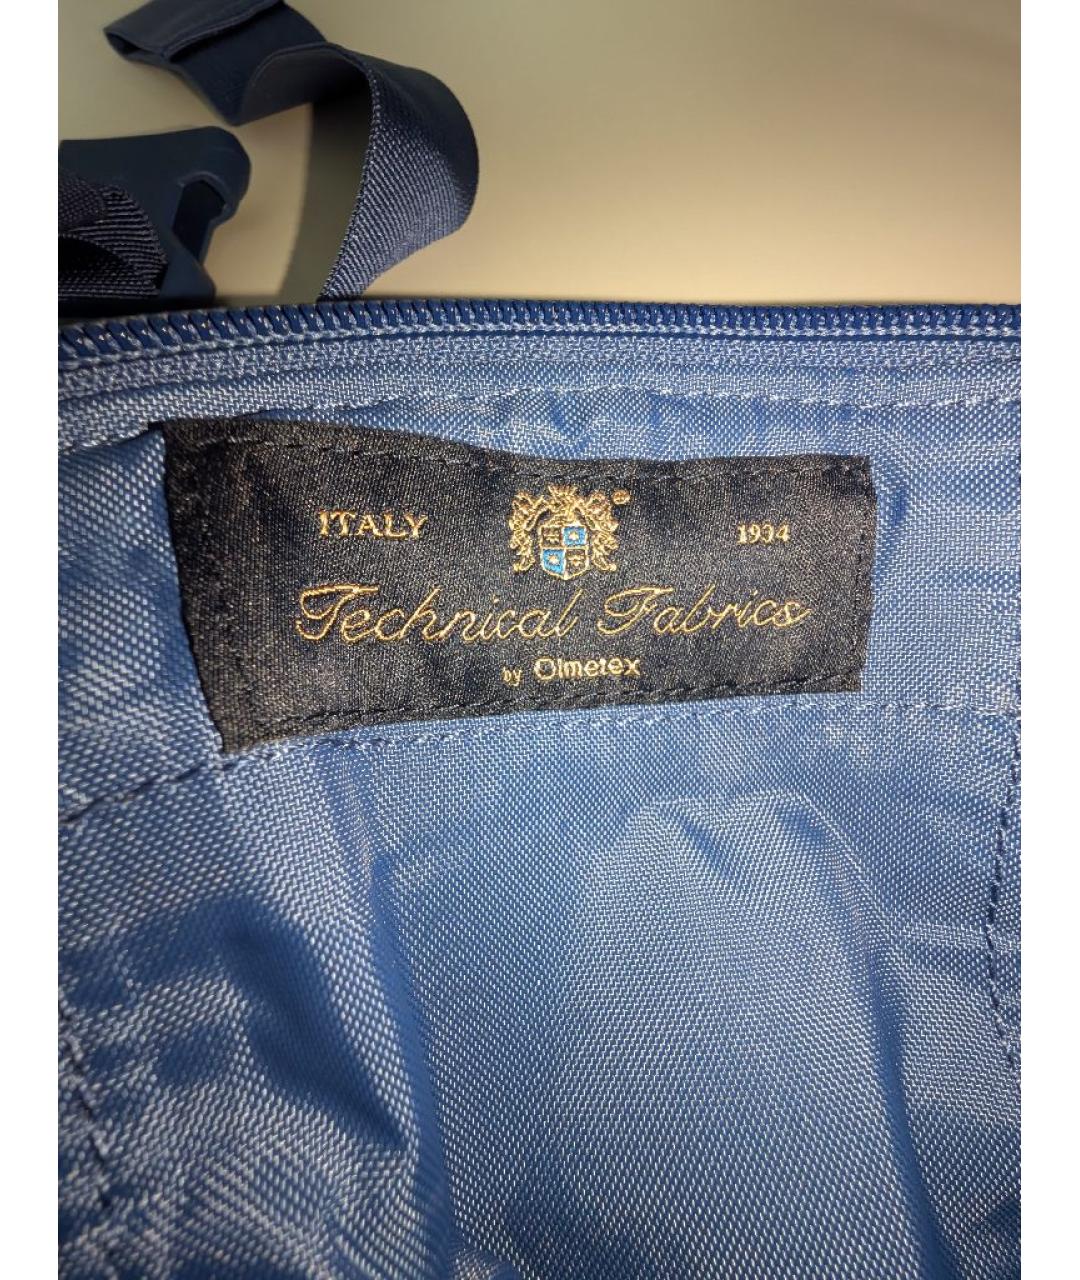 ITALY ® 1934
Technical Fabrics
by Olmetex